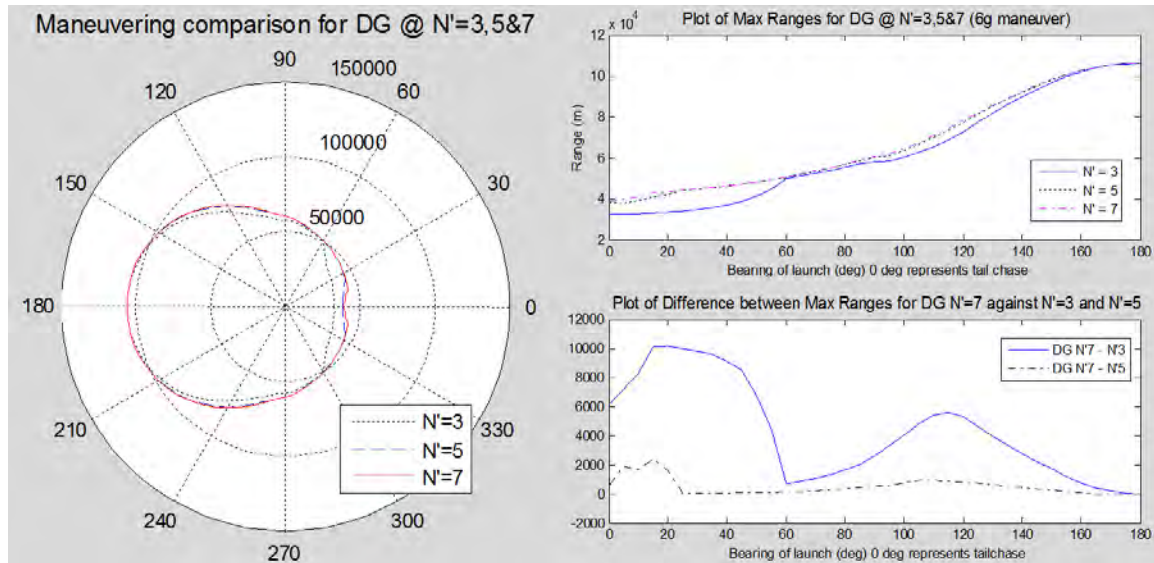 Maneuvering comparison for DG @ N'=3,5&7
90
150000
120
60
100000
150
30
50000
180
0
210
330
240
300
270
N'=3
N'=5
N'=7
Plot of Max Ranges for DG @ N'=3,5&7 (6g maneuver)
x 10^4
12
10
8
6
4
2
Range (m)
0 20 40 60 80 100 120 140 160 180
Bearing of launch (deg) 0 deg represents tail chase
N' = 3
N' = 5
N' = 7
Plot of Difference between Max Ranges for DG N'=7 against N'=3 and N'=5
12000
10000
8000
6000
4000
2000
0
-2000
0 20 40 60 80 100 120 140 160 180
Bearing of launch (deg) 0 deg represents tailchase
DG N'7 - N'3
DG N'7 - N'5